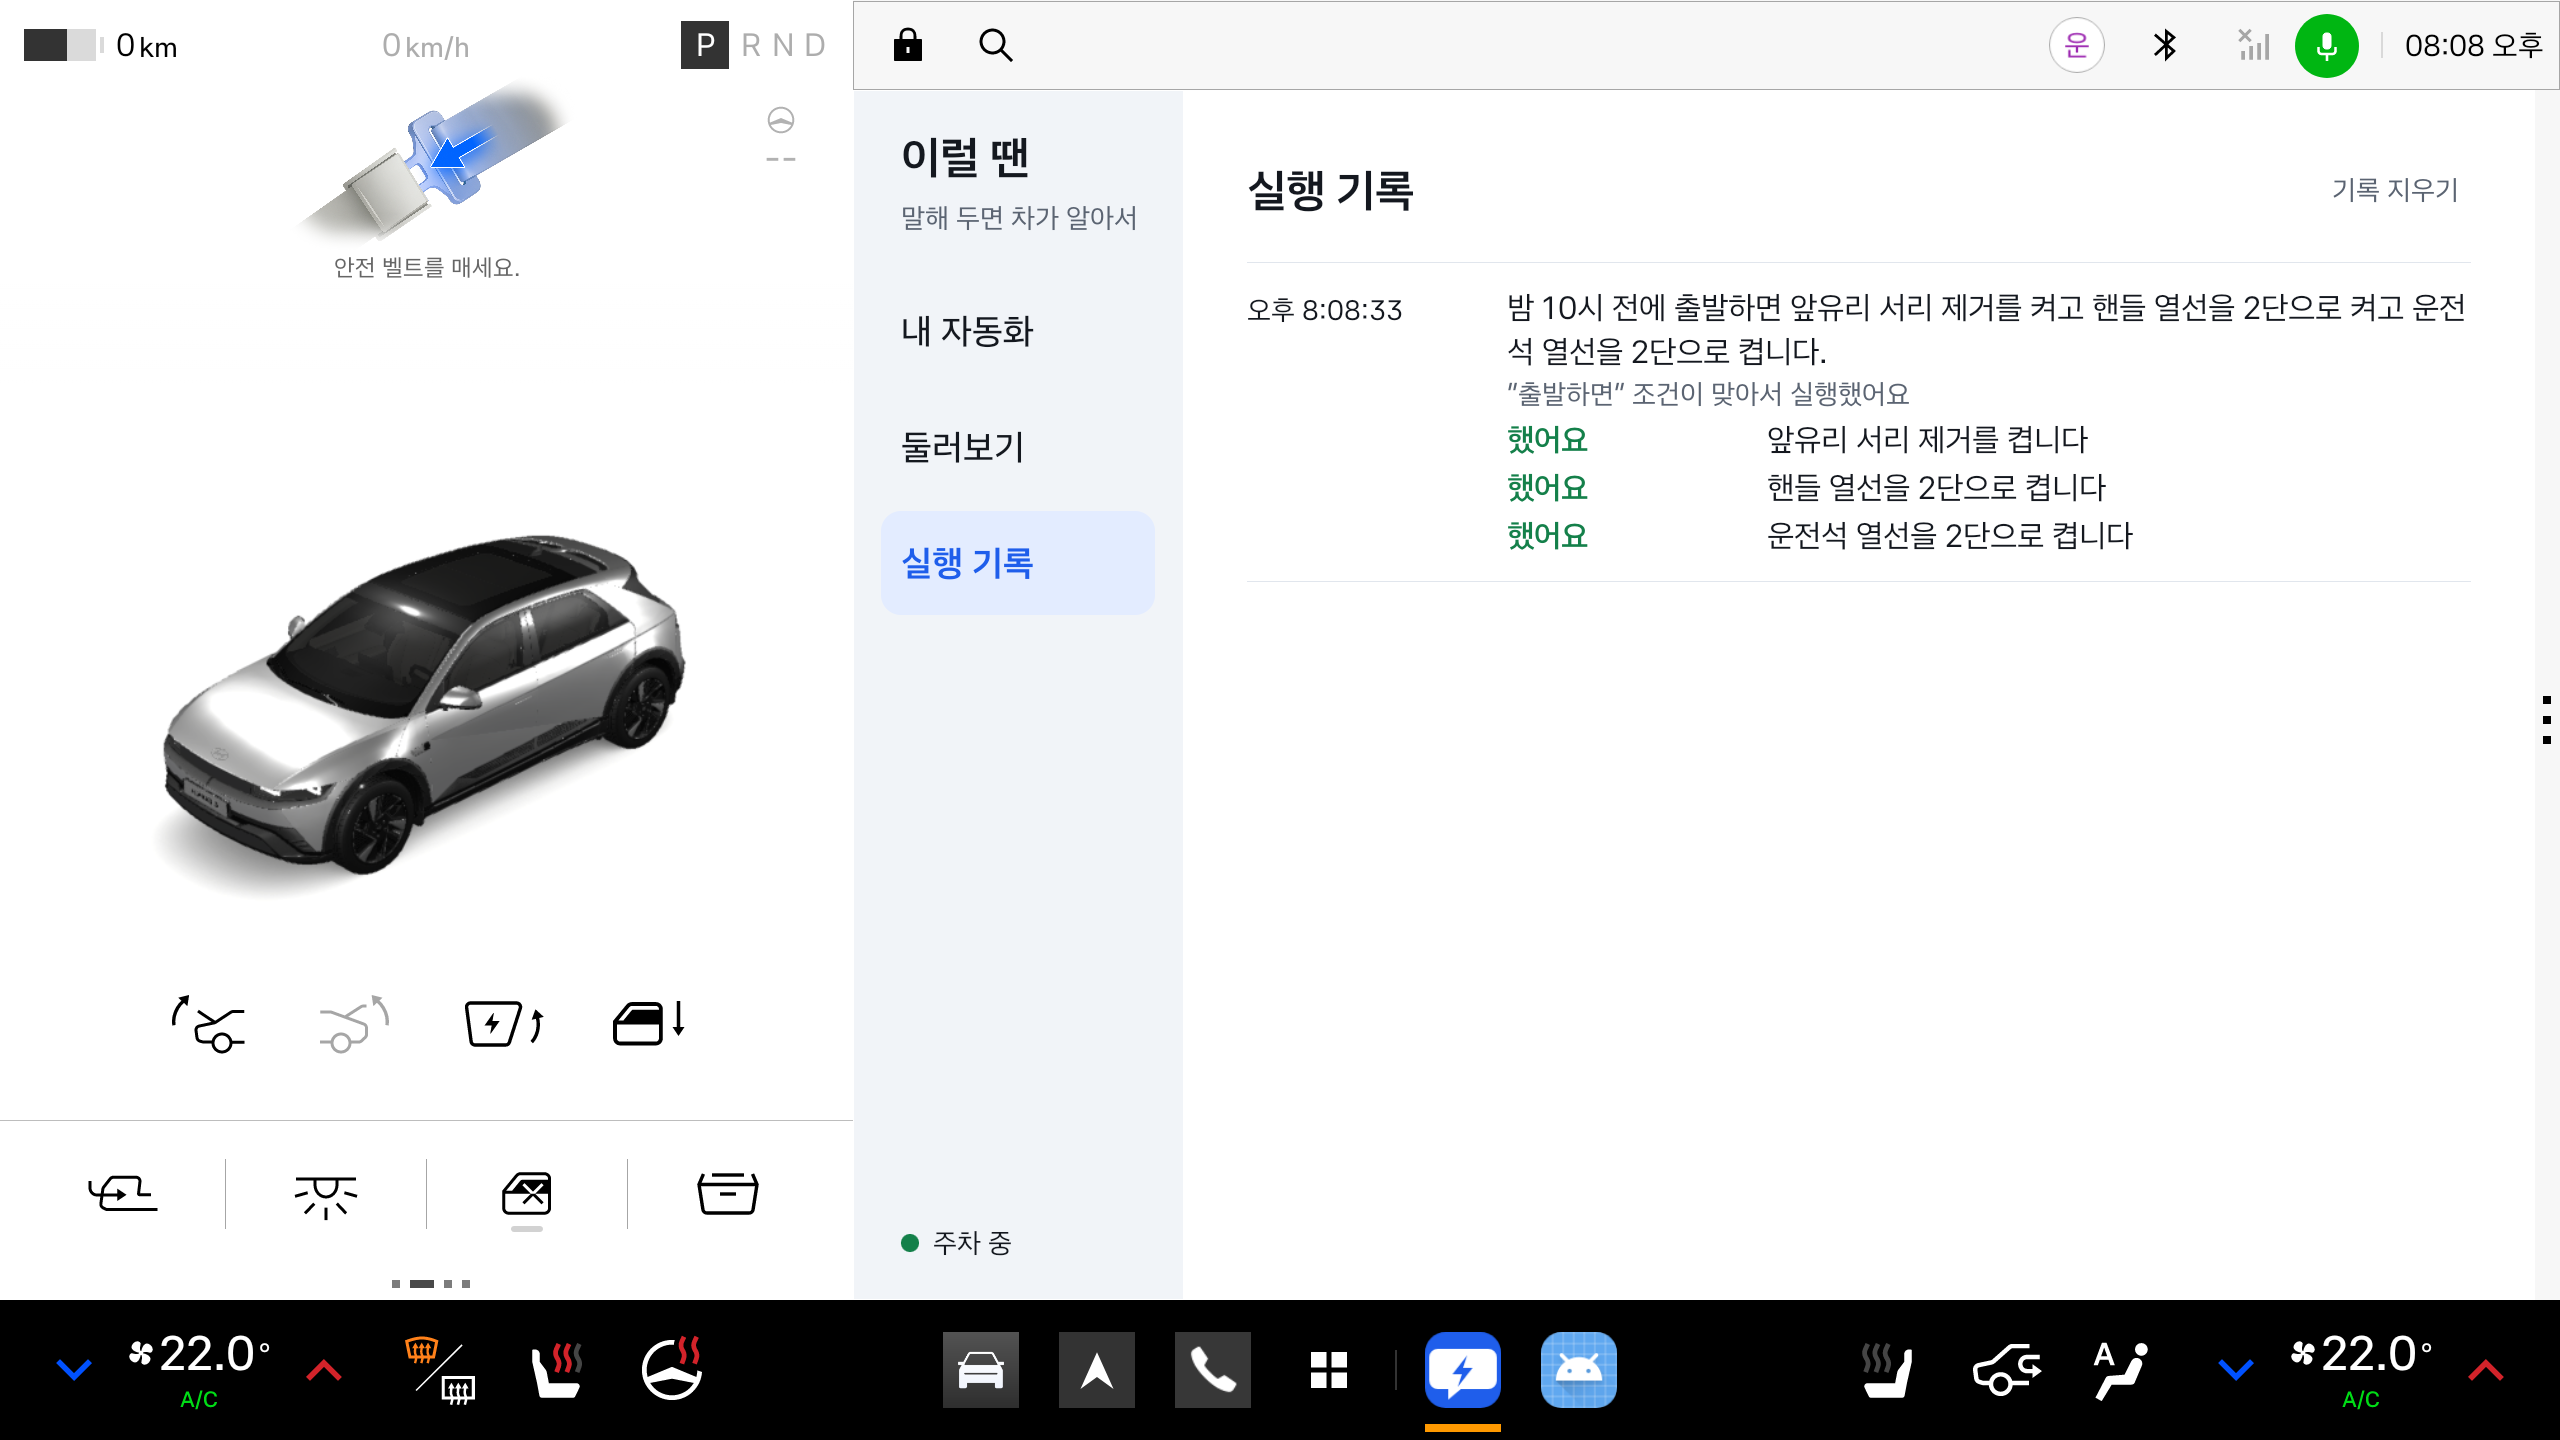 0 km
0 km/h
P R N D
운
08:08 오후
안전 벨트를 매세요.
이럴 땐
말해 두면 차가 알아서
내 자동화
둘러보기
실행 기록
주차 중
실행 기록
기록 지우기
오후 8:08:33
밤 10시 전에 출발하면 앞유리 서리 제거를 켜고 핸들 열선을 2단으로 켜고 운전
석 열선을 2단으로 켭니다.
"출발하면" 조건이 맞아서 실행했어요
했어요 앞유리 서리 제거를 켭니다
했어요 핸들 열선을 2단으로 켭니다
했어요 운전석 열선을 2단으로 켭니다
22.0°
A/C
A
22.0°
A/C